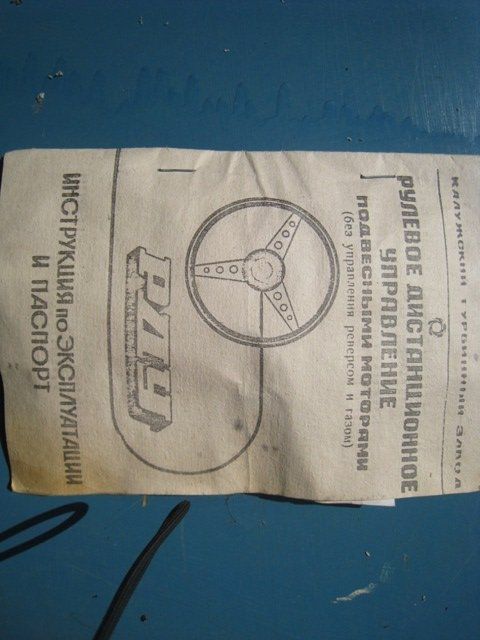 КАЛУЖСКИЙ ТУРБИННЫЙ ЗАВОД
РУЛЕВОЕ ДИСТАНЦИОННОЕ
УПРАВЛЕНИЕ
ПОДВЕСНЫМИ МОТОРАМИ
(без управления реверсом и газом)
РДУ
ИНСТРУКЦИЯ по ЭКСПЛУАТАЦИИ
И ПАСПОРТ